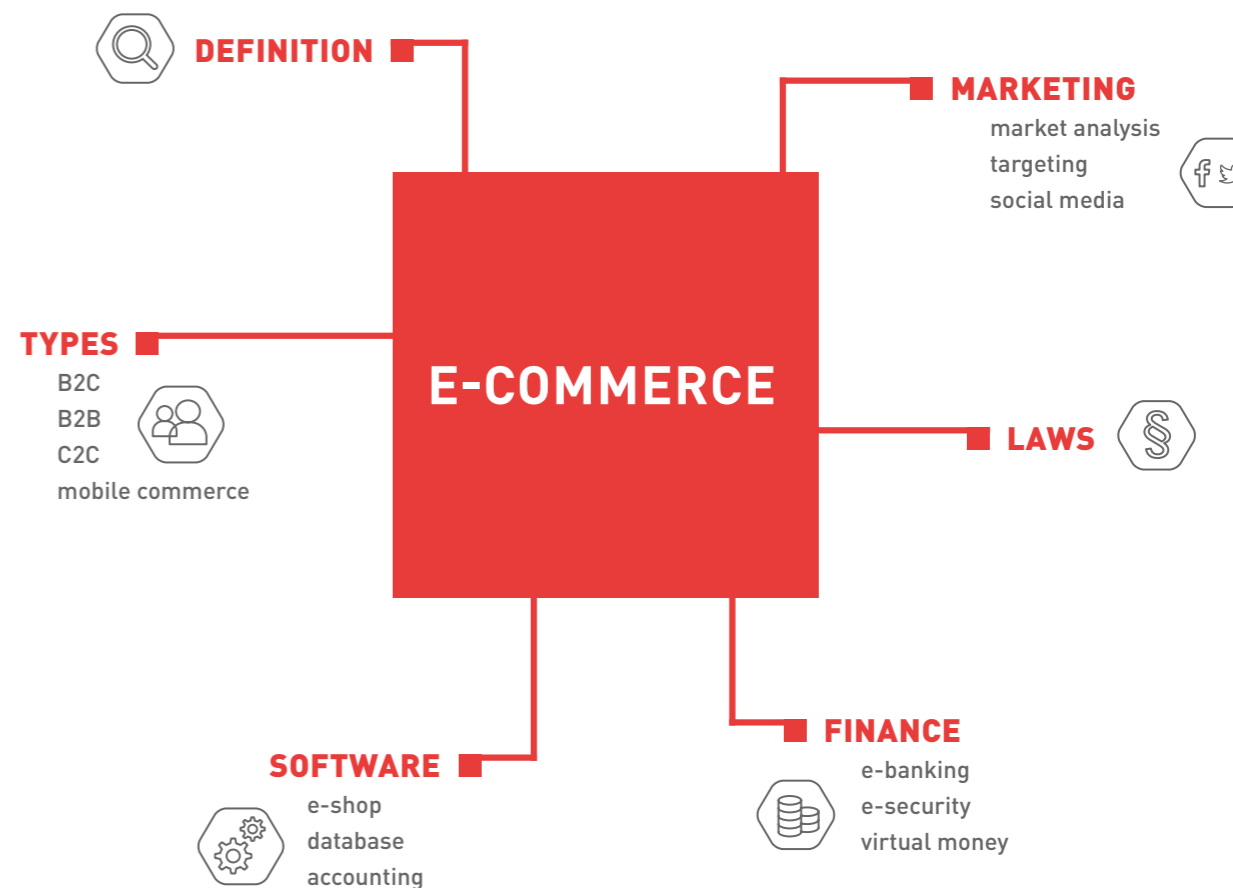 DEFINITION
MARKETING
market analysis
targeting
social media
TYPES
B2C
B2B
C2C
mobile commerce
E-COMMERCE
LAWS
§
SOFTWARE
e-shop
database
accounting
FINANCE
e-banking
e-security
virtual money